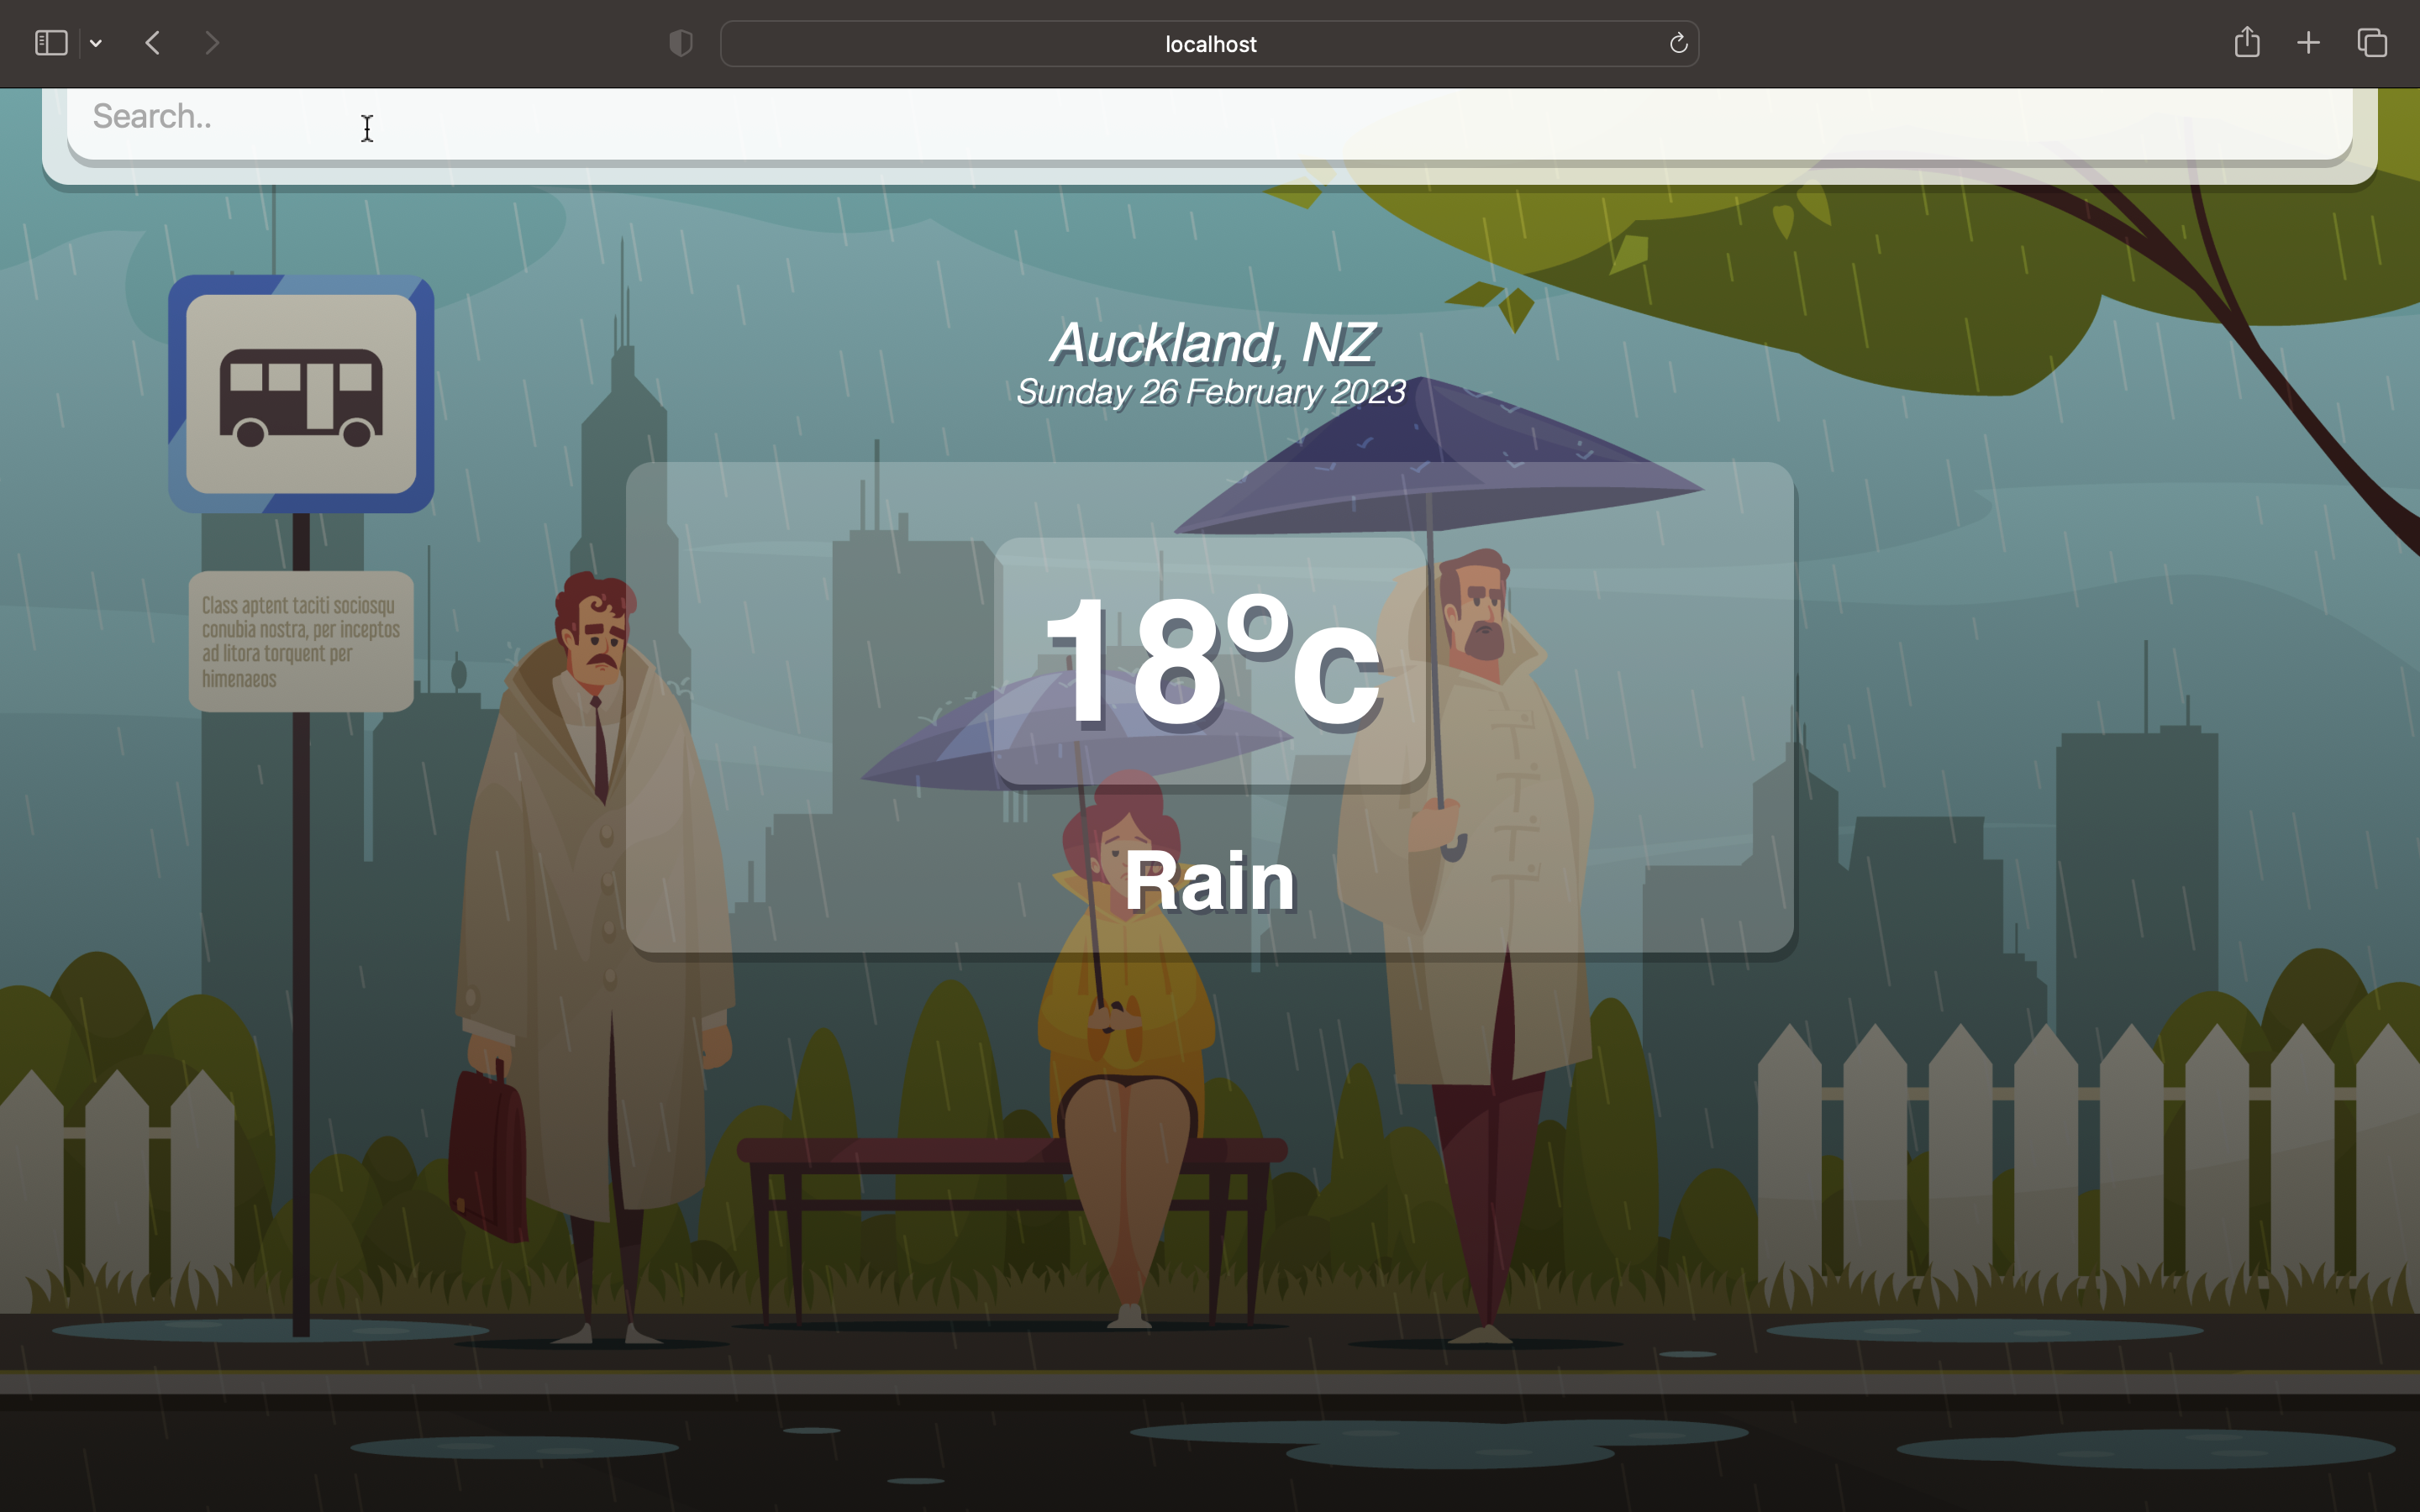 localhost
Search..
Auckland, NZ
Sunday 26 February 2023
18°c
Rain
Class aptent taciti sociosqu
conubia nostra, per inceptos
ad litora torquent per
himenaeos